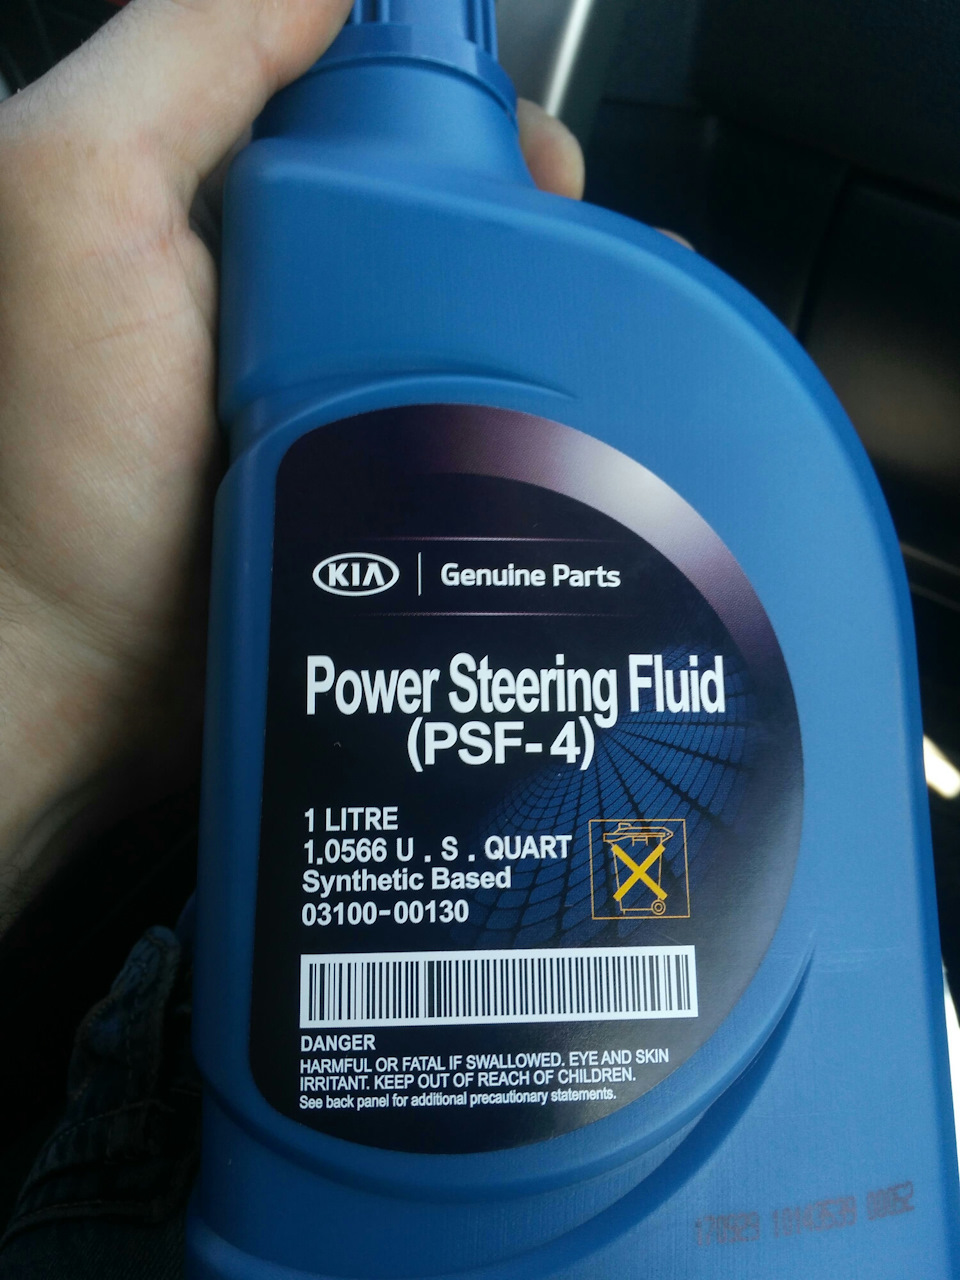 KIA Genuine Parts
Power Steering Fluid
(PSF-4)
1 LITRE
1.0566 U . S . QUART
Synthetic Based
03100-00130
DANGER
HARMFUL OR FATAL IF SWALLOWED. EYE AND SKIN
IRRITANT. KEEP OUT OF REACH OF CHILDREN.
See back panel for additional precautionary statements.